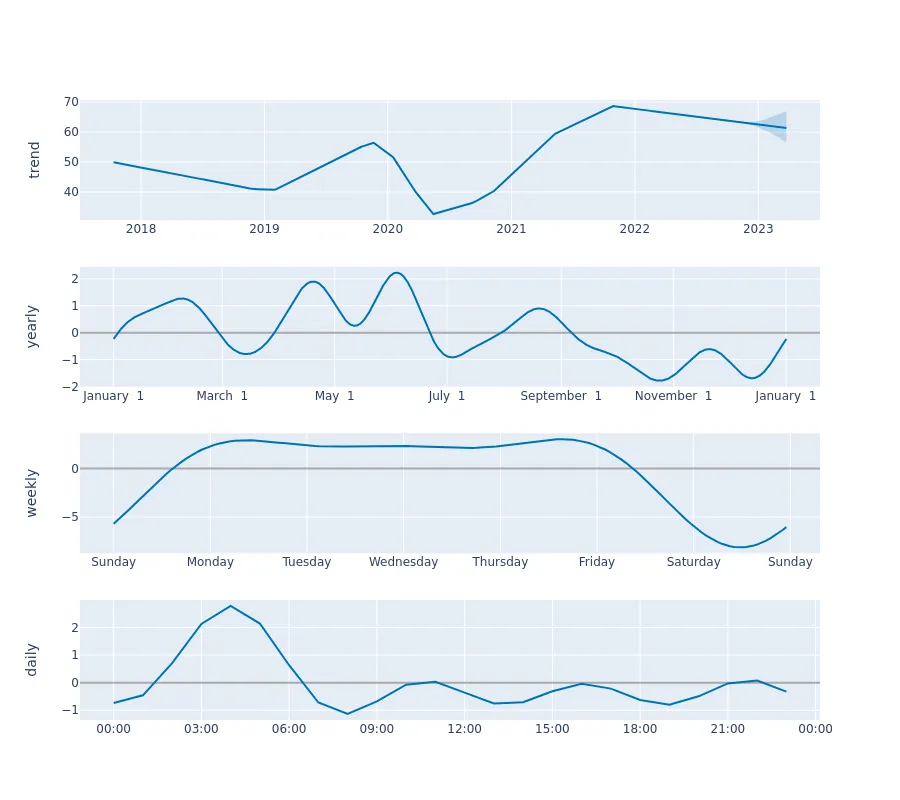 trend
70
60
50
40
2018 2019 2020 2021 2022 2023
yearly
2
1
0
−1
−2
January 1 March 1 May 1 July 1 September 1 November 1 January 1
weekly
0
−5
Sunday Monday Tuesday Wednesday Thursday Friday Saturday Sunday
daily
2
1
0
−1
00:00 03:00 06:00 09:00 12:00 15:00 18:00 21:00 00:00